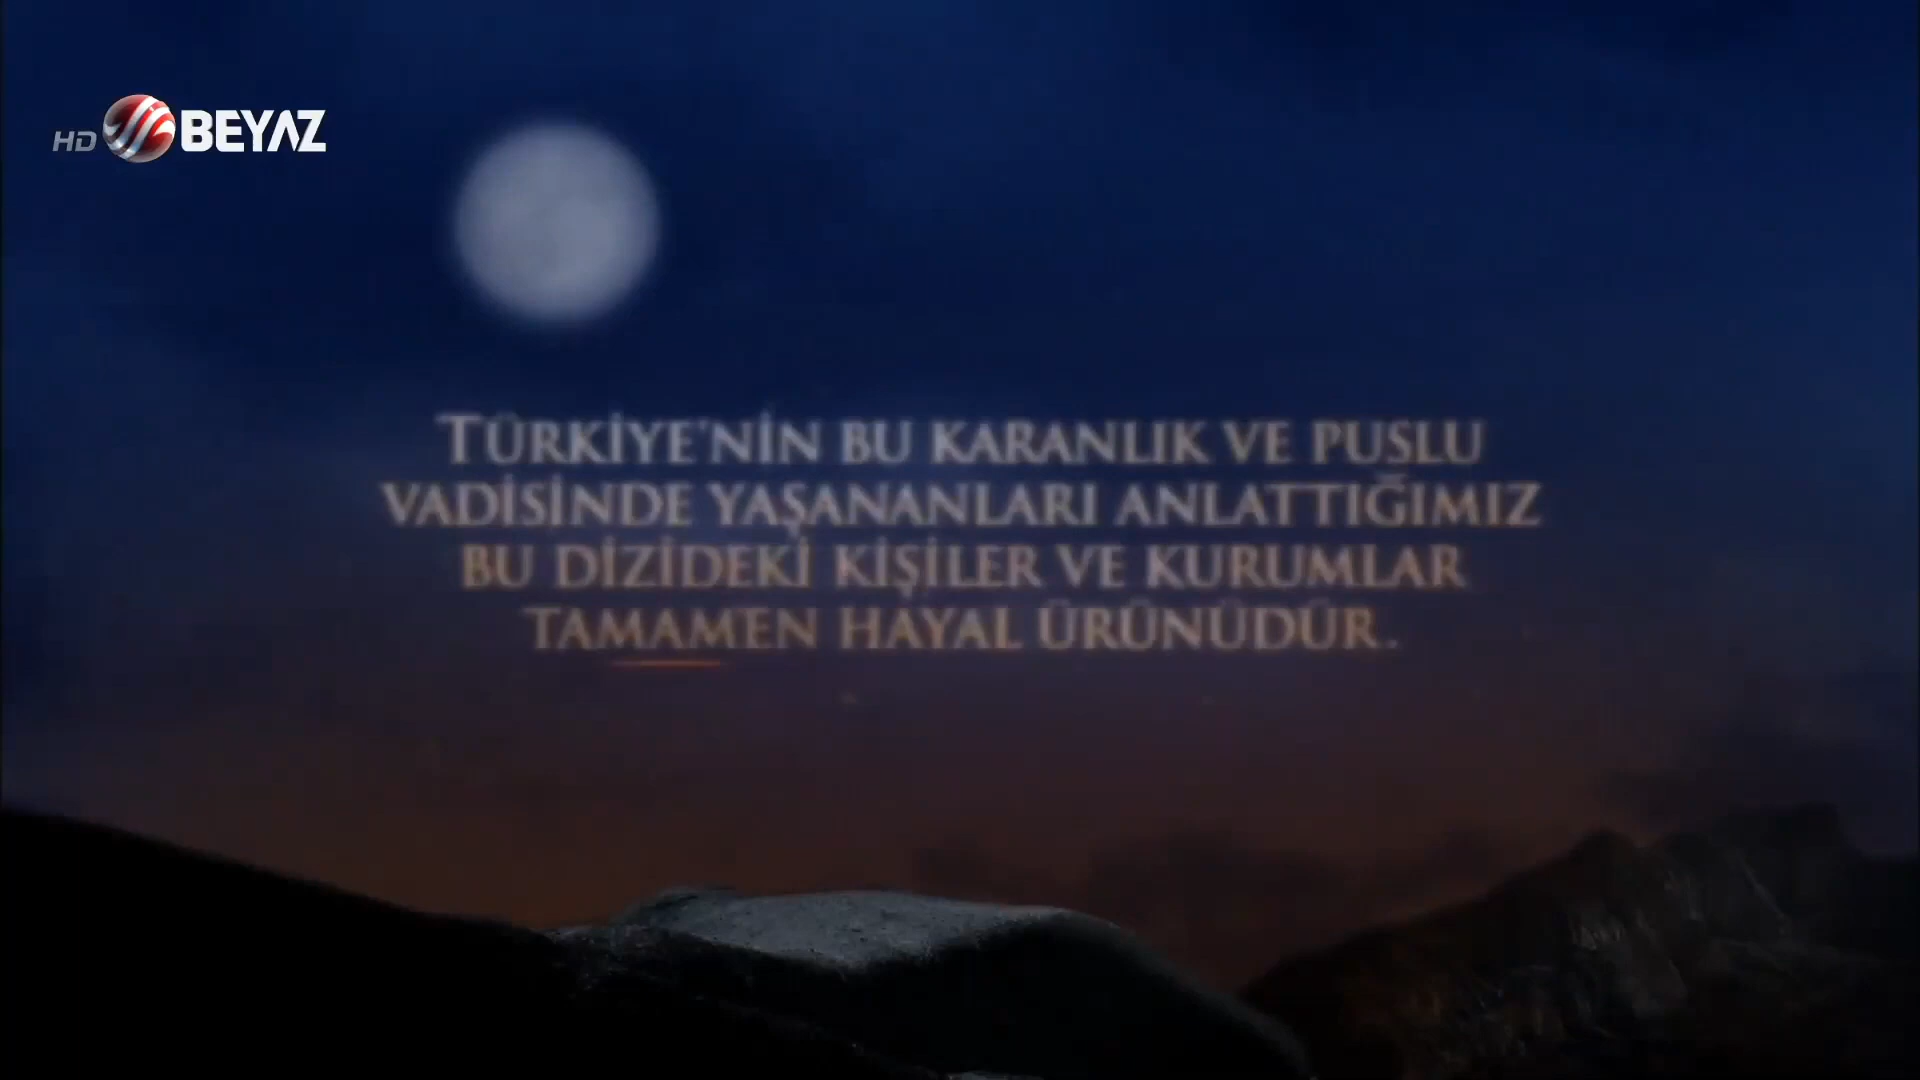 HD BEYAZ
TÜRKİYE'NİN BU KARANLIK VE PUSLU
VADİSİNDE YAŞANANLARI ANLATTIĞIMIZ
BU DİZİDEKİ KİŞİLER VE KURUMLAR
TAMAMEN HAYAL ÜRÜNÜDÜR.